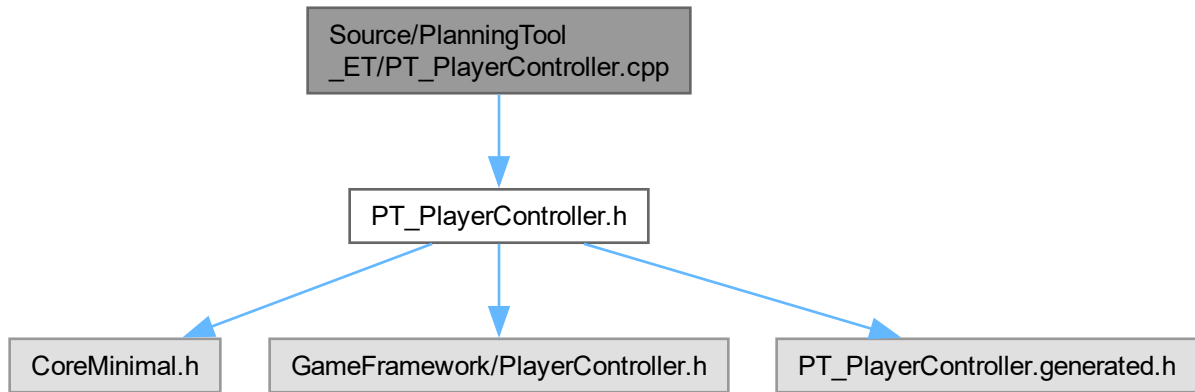 Source/PlanningTool
_ET/PT_PlayerController.cpp
PT_PlayerController.h
CoreMinimal.h
GameFramework/PlayerController.h
PT_PlayerController.generated.h